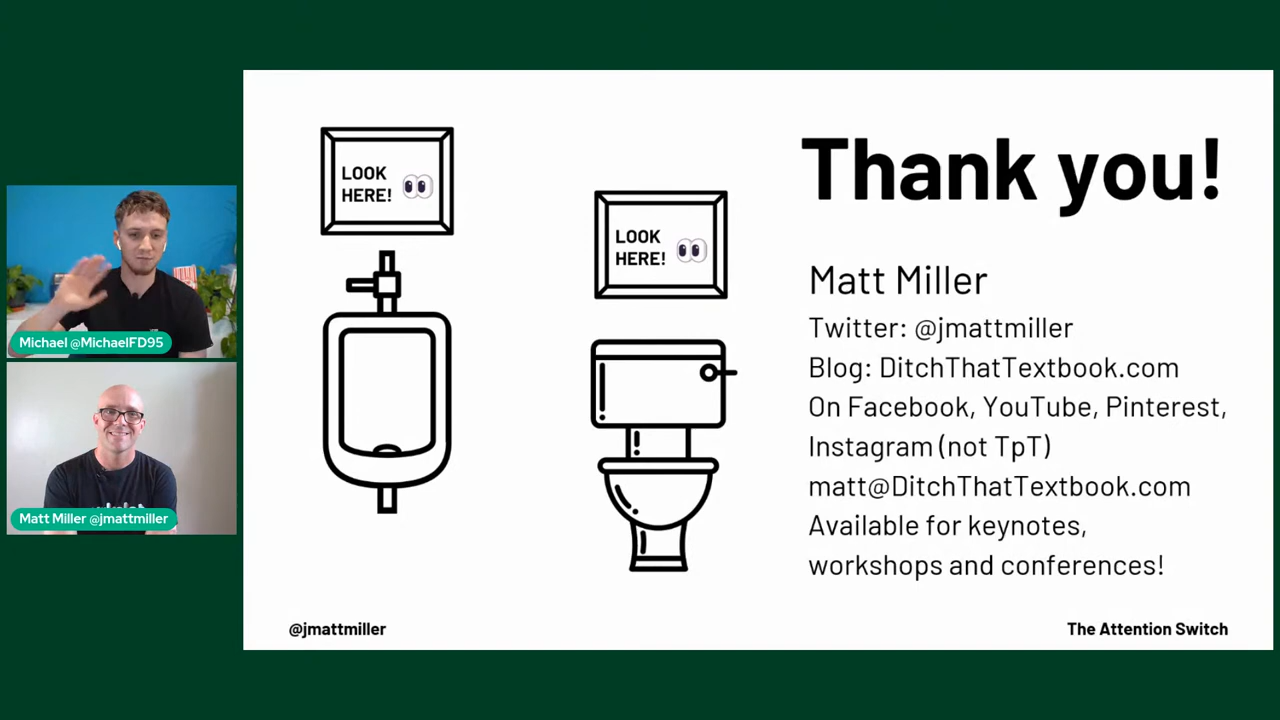 LOOK
HERE!
LOOK
HERE!
Thank you!
Matt Miller
Twitter: @jmattmiller
Blog: DitchThatTextbook.com
On Facebook, YouTube, Pinterest,
Instagram (not TpT)
matt@DitchThatTextbook.com
Available for keynotes,
workshops and conferences!
@jmattmiller
The Attention Switch
Michael @MichaelFD95
Matt Miller @jmattmiller